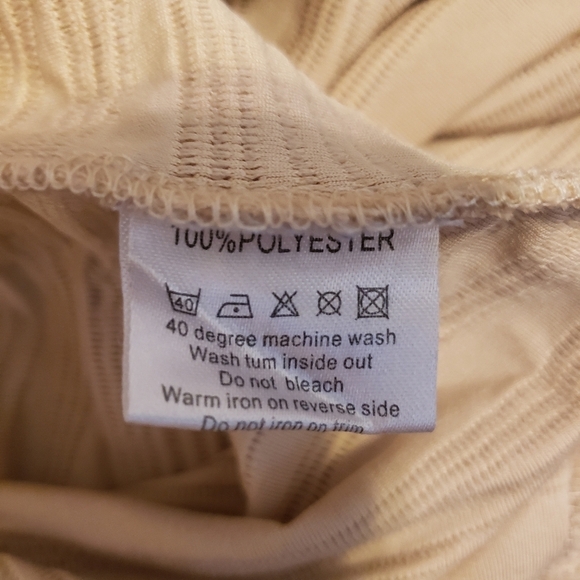 100%POLYESTER
40
40 degree machine wash
Wash turn inside out
Do not bleach
Warm iron on reverse side
Do not iron on trim